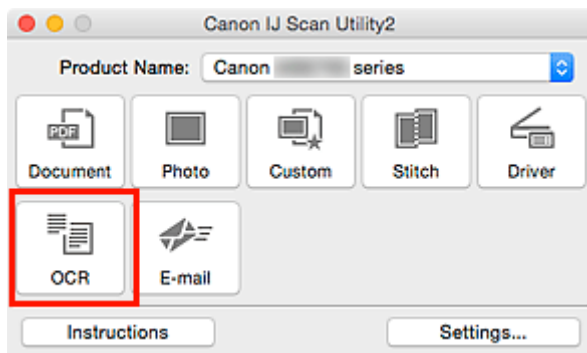 Canon IJ Scan Utility2
Product Name: Canon series
PDF
Document Photo Custom Stitch Driver
OCR E-mail
Instructions Settings...